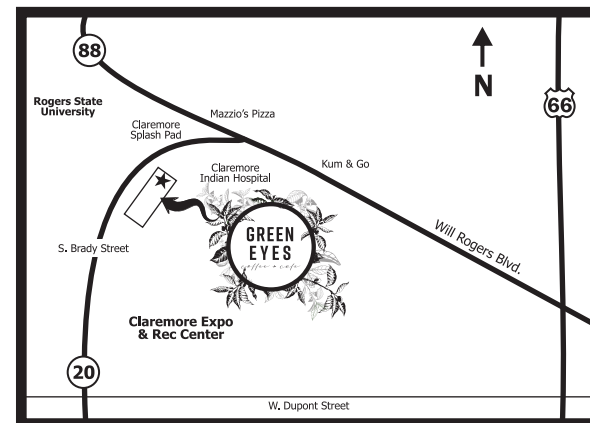 88
Rogers State
University
Mazzio's Pizza
N
66
Claremore
Splash Pad
Claremore
Indian Hospital
Kum & Go
GREEN
EYES
coffee + cafe
S. Brady Street
Will Rogers Blvd.
Claremore Expo
& Rec Center
20
W. Dupont Street